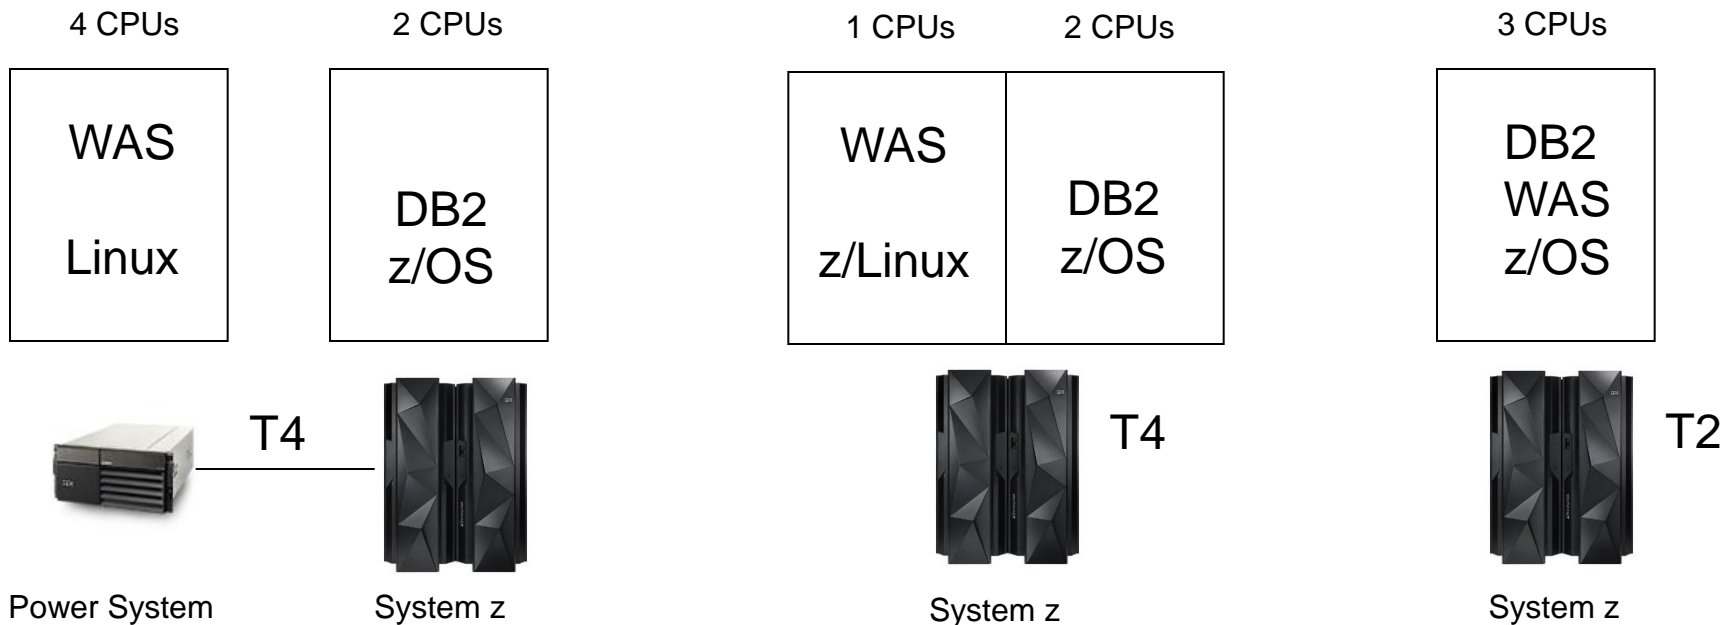 4 CPUs
2 CPUs
1 CPUs
2 CPUs
3 CPUs
WAS
Linux
DB2
z/OS
WAS
z/Linux
DB2
z/OS
DB2
WAS
z/OS
T4
T4
T2
Power System
System z
System z
System z